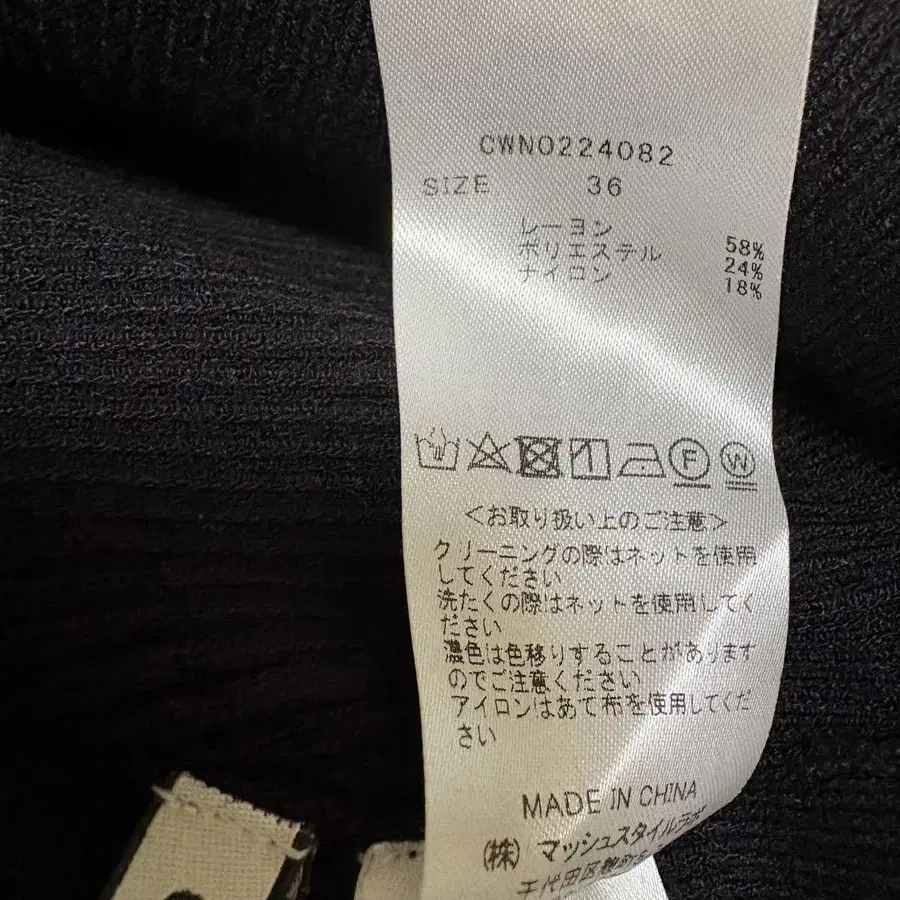 CWNO224082
SIZE 36
レーヨン 58%
ポリエステル 24%
ナイロン 18%
F W
<お取り扱い上のご注意>
クリーニングの際はネットを使用
してください
洗たくの際はネットを使用してく
ださい
濃色は色移りすることがあります
のでご注意ください
アイロンはあて布を使用してくだ
さい
MADE IN CHINA
(株) マッシュスタイルラボ
千代田区麹町